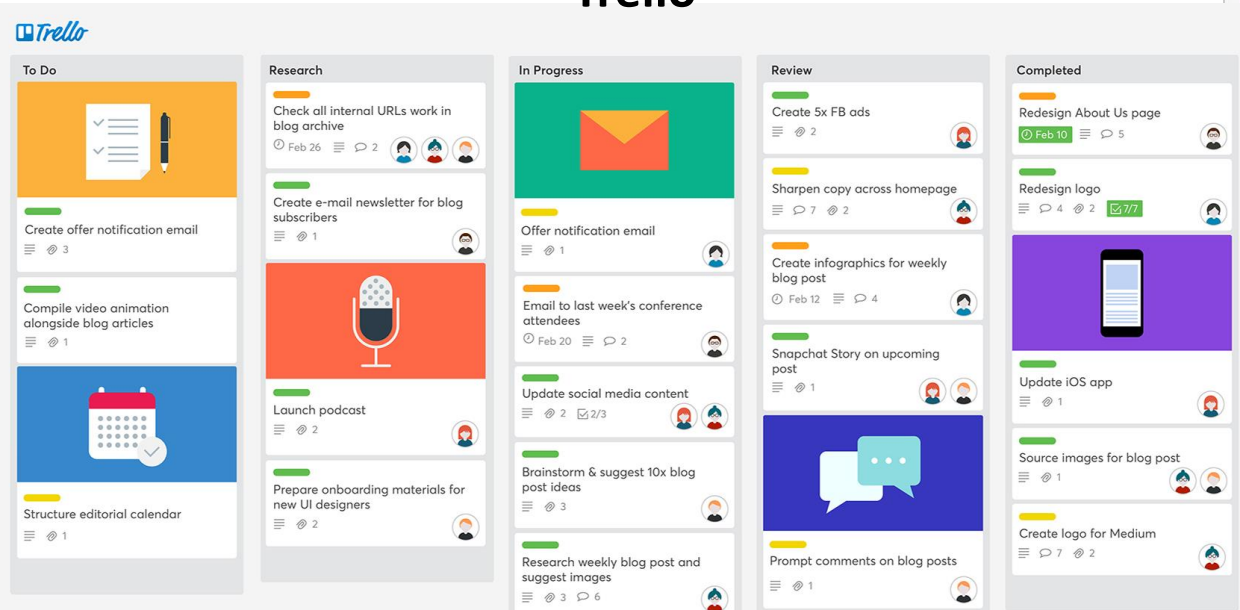 Trello
Trello
To Do
Create offer notification email
3
Compile video animation
alongside blog articles
1
Structure editorial calendar
1
Research
Check all internal URLs work in
blog archive
Feb 26 2
Create e-mail newsletter for blog
subscribers
1
Launch podcast
2
Prepare onboarding materials for
new UI designers
2
In Progress
Offer notification email
1
Email to last week's conference
attendees
Feb 20 2
Update social media content
2 2/3
Brainstorm & suggest 10x blog
post ideas
3
Research weekly blog post and
suggest images
3 6
Review
Create 5x FB ads
2
Sharpen copy across homepage
7 2
Create infographics for weekly
blog post
Feb 12 4
Snapchat Story on upcoming
post
1
Prompt comments on blog posts
1
Completed
Redesign About Us page
Feb 10 5
Redesign logo
4 2 7/7
Update iOS app
1
Source images for blog post
1
Create logo for Medium
7 2